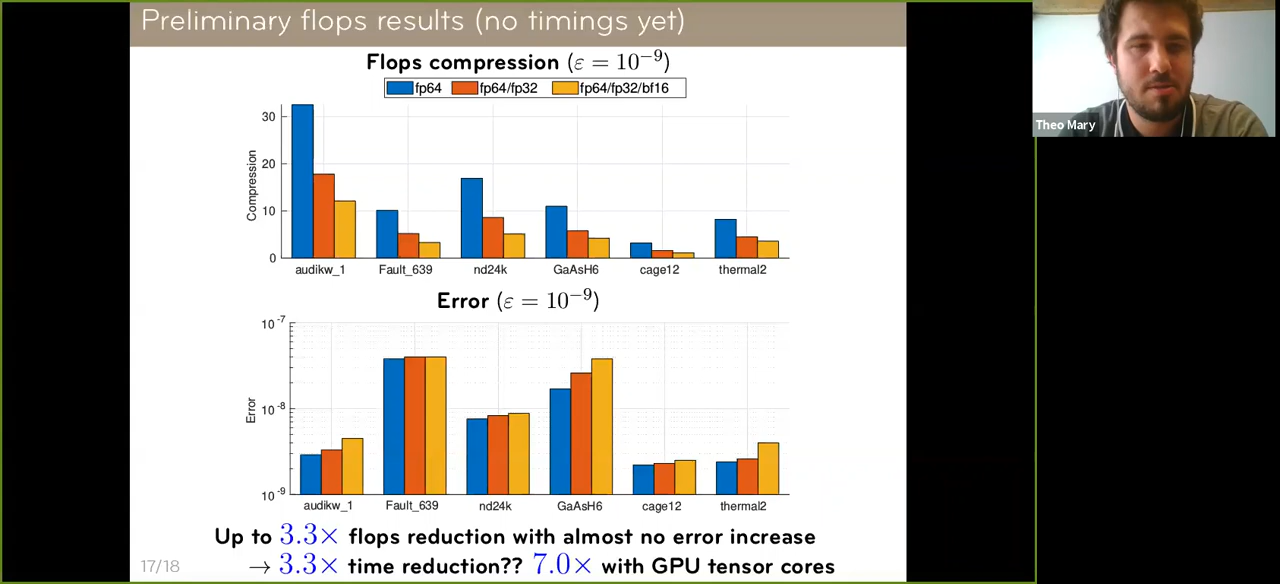 Preliminary flops results (no timings yet)
Flops compression (ε = 10⁻⁹)
fp64 fp64/fp32 fp64/fp32/bf16
Compression
30
20
10
0
audikw_1 Fault_639 nd24k GaAsH6 cage12 thermal2
Error (ε = 10⁻⁹)
Error
10⁻⁷
10⁻⁸
10⁻⁹
audikw_1 Fault_639 nd24k GaAsH6 cage12 thermal2
Up to 3.3× flops reduction with almost no error increase
→ 3.3× time reduction?? 7.0× with GPU tensor cores
17/18
Theo Mary